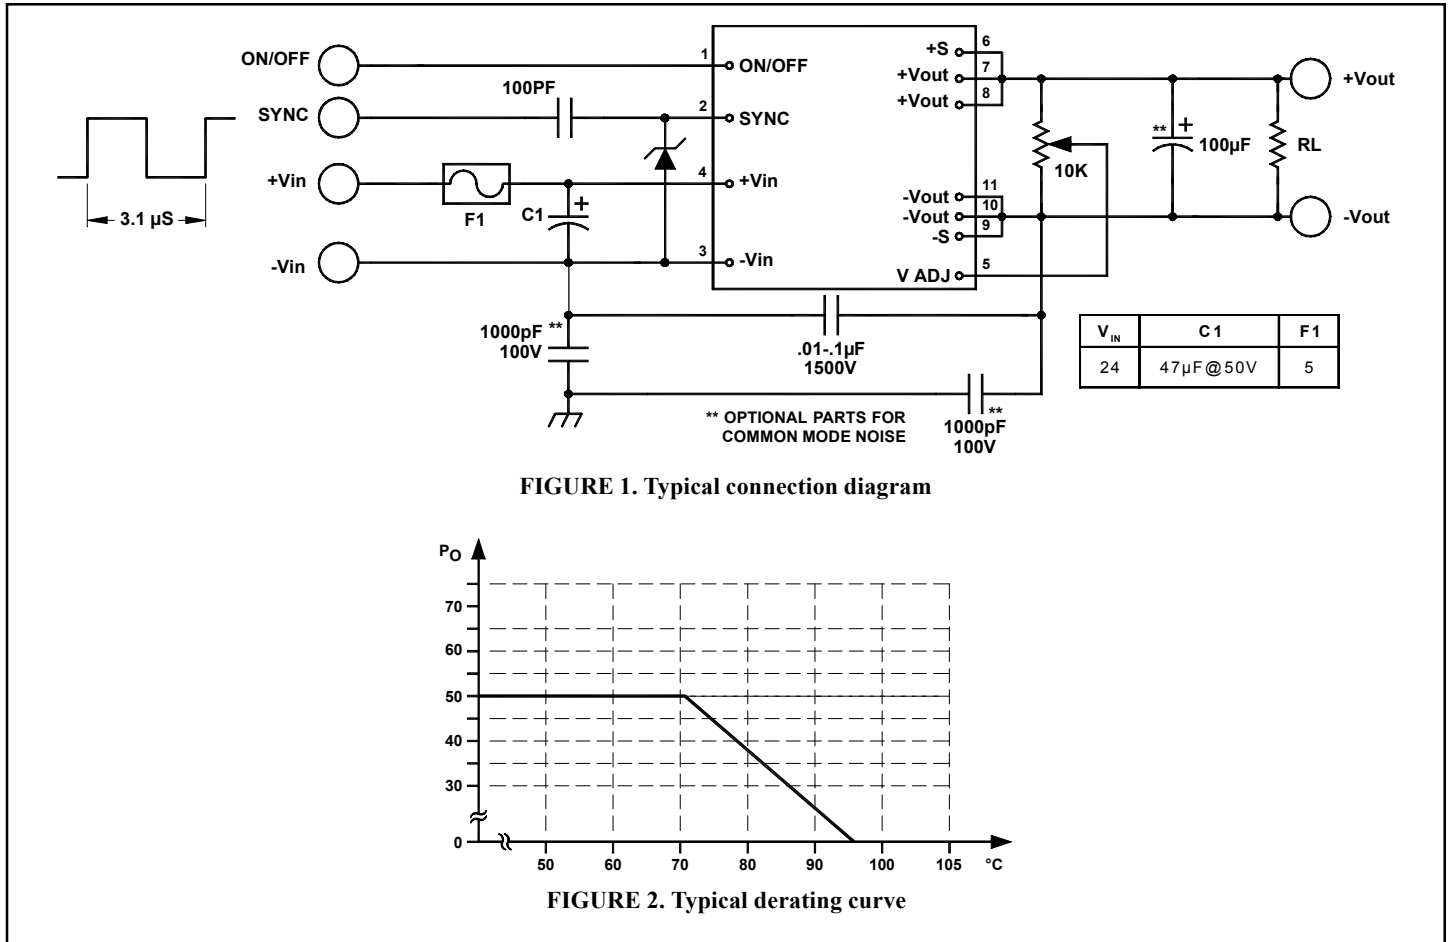 ON/OFF
SYNC
+Vin
-Vin
3.1 µS
100PF
F1
C1
+
1
ON/OFF
2
SYNC
4
+Vin
3
-Vin
+S
6
+Vout
7
+Vout
8
-Vout
11
-Vout
10
-S
9
V ADJ
5
10K
**
+
100µF
RL
+Vout
-Vout
1000pF **
100V
.01-.1µF
1500V
** OPTIONAL PARTS FOR
COMMON MODE NOISE
**
1000pF
100V
VIN C1 F1
24 47µF@50V 5
FIGURE 1. Typical connection diagram
PO
70
60
50
40
30
0
50 60 70 80 90 100 105 °C
FIGURE 2. Typical derating curve